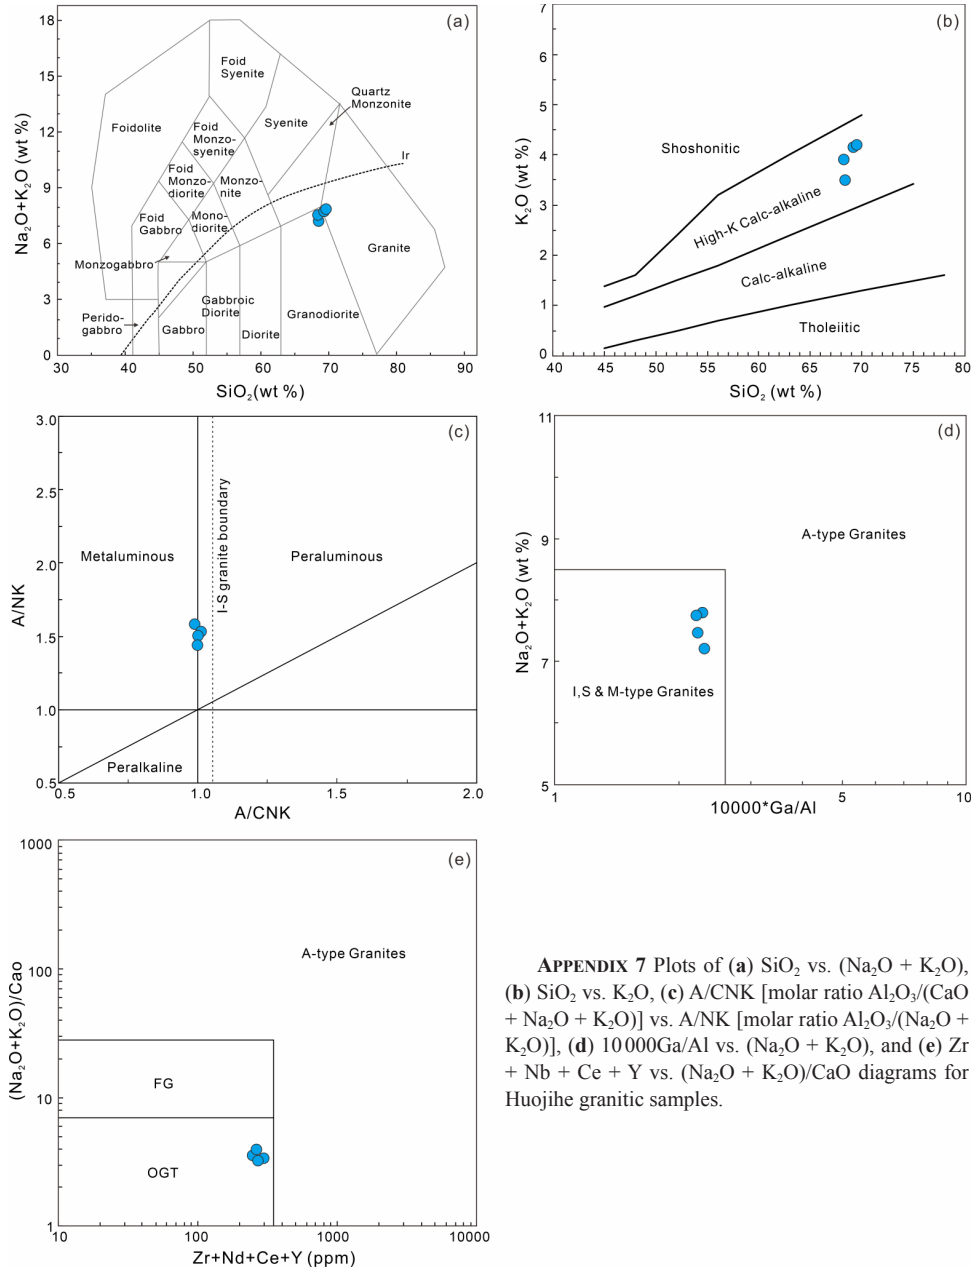 (a)
Na₂O+K₂O (wt %)
18
15
12
9
6
3
0
Foid
Syenite
Quartz
Monzonite
Foidolite
Foid
Monzo-
syenite
Syenite
Ir
Foid
Monzo-
diorite
Monzo-
nite
Foid
Gabbro
Mono-
diorite
Granite
Monzogabbro
Perido-
gabbro
Gabbro
Gabbroic
Diorite
Diorite
Granodiorite
30 40 50 60 70 80 90
SiO₂(wt %)
(b)
K₂O (wt %)
7
6
5
4
3
2
1
0
Shoshonitic
High-K Calc-alkaline
Calc-alkaline
Tholeiitic
40 45 50 55 60 65 70 75 80
SiO₂ (wt %)
(c)
A/NK
3.0
2.5
2.0
1.5
1.0
0.5
I-S granite boundary
Metaluminous
Peraluminous
Peralkaline
0.5 1.0 1.5 2.0
A/CNK
(d)
Na₂O+K₂O (wt %)
11
9
7
5
A-type Granites
I,S & M-type Granites
1 5 10
10000*Ga/Al
(e)
(Na₂O+K₂O)/Cao
1000
100
10
1
A-type Granites
FG
OGT
10 100 1000 10000
Zr+Nd+Ce+Y (ppm)
APPENDIX 7 Plots of (a) SiO₂ vs. (Na₂O + K₂O),
(b) SiO₂ vs. K₂O, (c) A/CNK [molar ratio Al₂O₃/(CaO
+ Na₂O + K₂O)] vs. A/NK [molar ratio Al₂O₃/(Na₂O +
K₂O)], (d) 10 000Ga/Al vs. (Na₂O + K₂O), and (e) Zr
+ Nb + Ce + Y vs. (Na₂O + K₂O)/CaO diagrams for
Huojihe granitic samples.